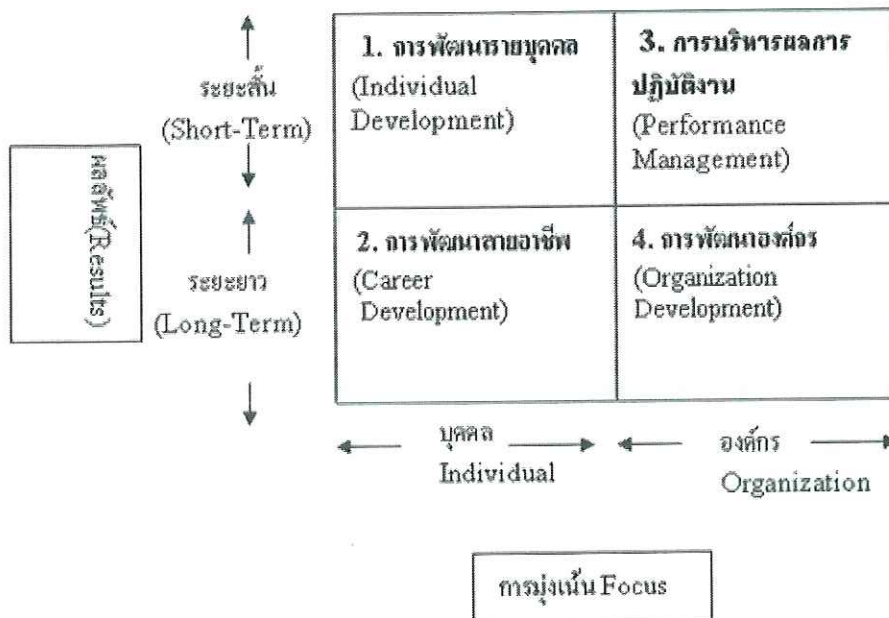 ผลลัพธ์(Results)
ระยะสั้น
(Short-Term)
ระยะยาว
(Long-Term)
1. การพัฒนารายบุคคล
(Individual
Development)
3. การบริหารผลการ
ปฏิบัติงาน
(Performance
Management)
2. การพัฒนาสายอาชีพ
(Career
Development)
4. การพัฒนาองค์กร
(Organization
Development)
บุคคล
Individual
องค์กร
Organization
การมุ่งเน้น Focus